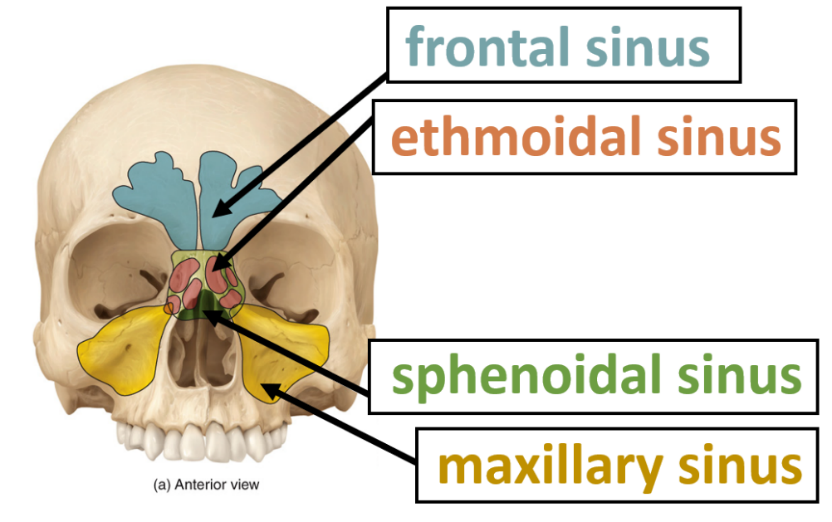 frontal sinus
ethmoidal sinus
sphenoidal sinus
maxillary sinus
(a) Anterior view